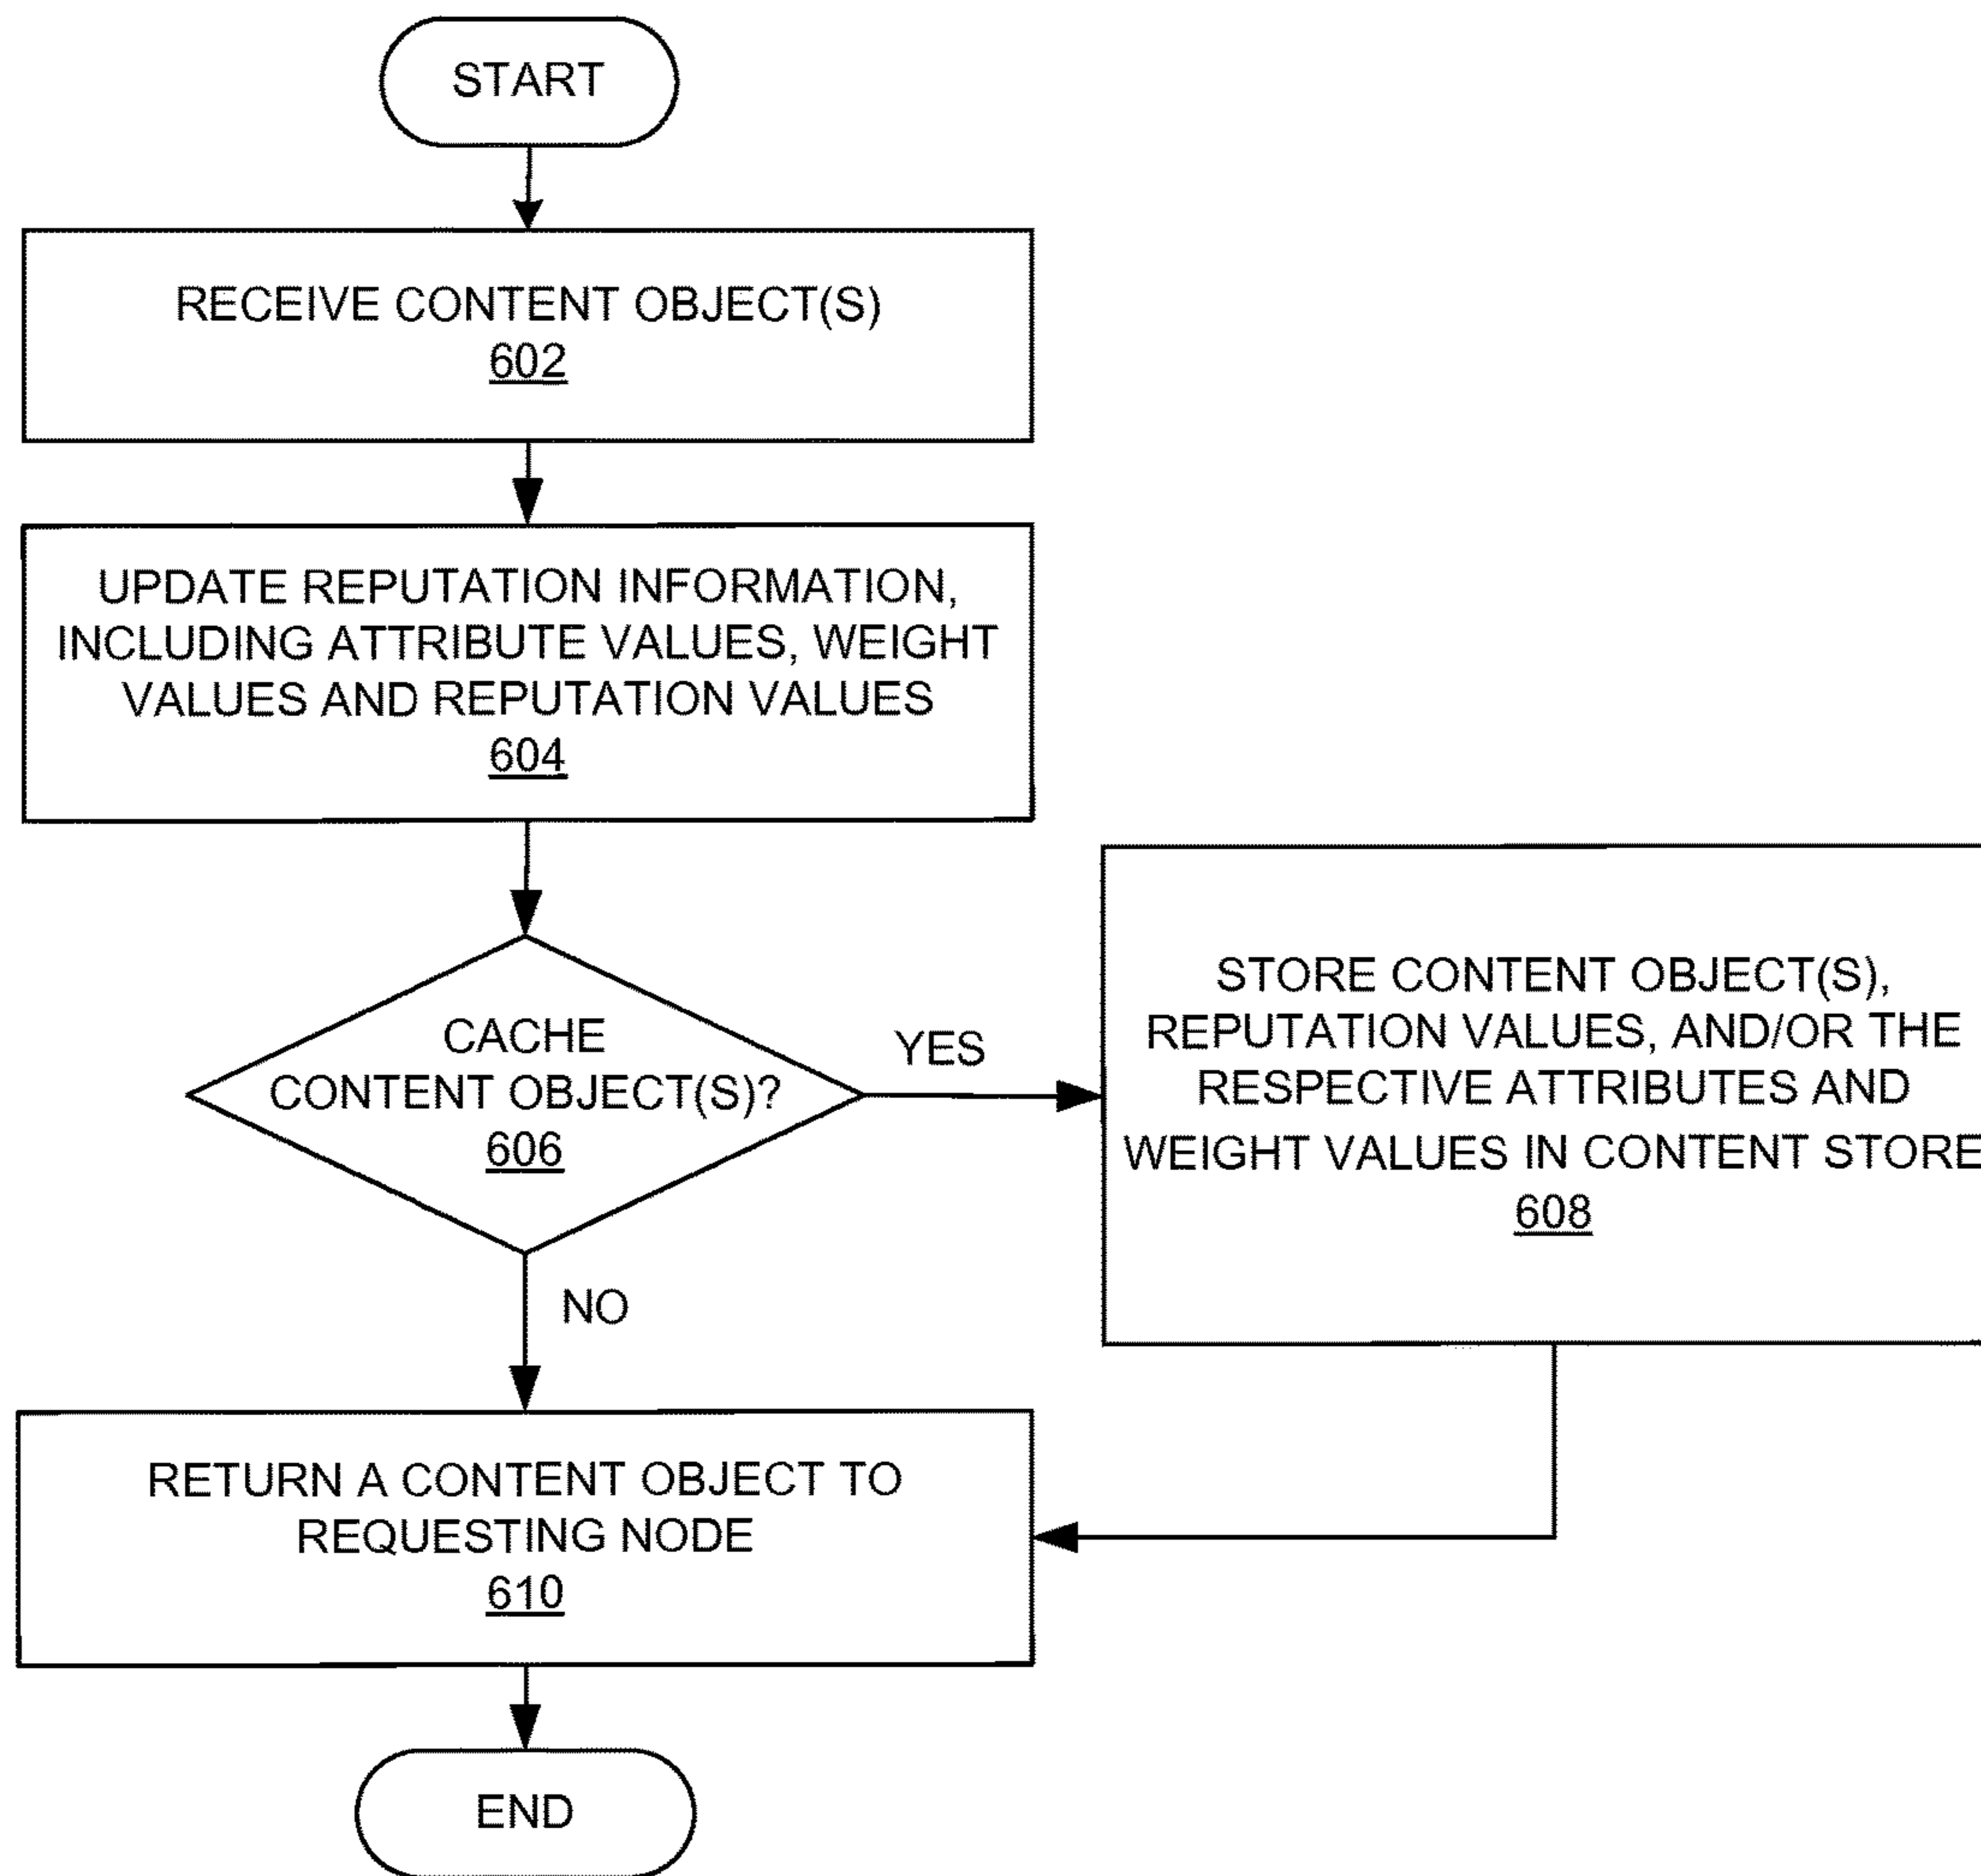 START
RECEIVE CONTENT OBJECT(S)
602
UPDATE REPUTATION INFORMATION,
INCLUDING ATTRIBUTE VALUES, WEIGHT
VALUES AND REPUTATION VALUES
604
CACHE
CONTENT OBJECT(S)?
606
YES
STORE CONTENT OBJECT(S),
REPUTATION VALUES, AND/OR THE
RESPECTIVE ATTRIBUTES AND
WEIGHT VALUES IN CONTENT STORE
608
NO
RETURN A CONTENT OBJECT TO
REQUESTING NODE
610
END